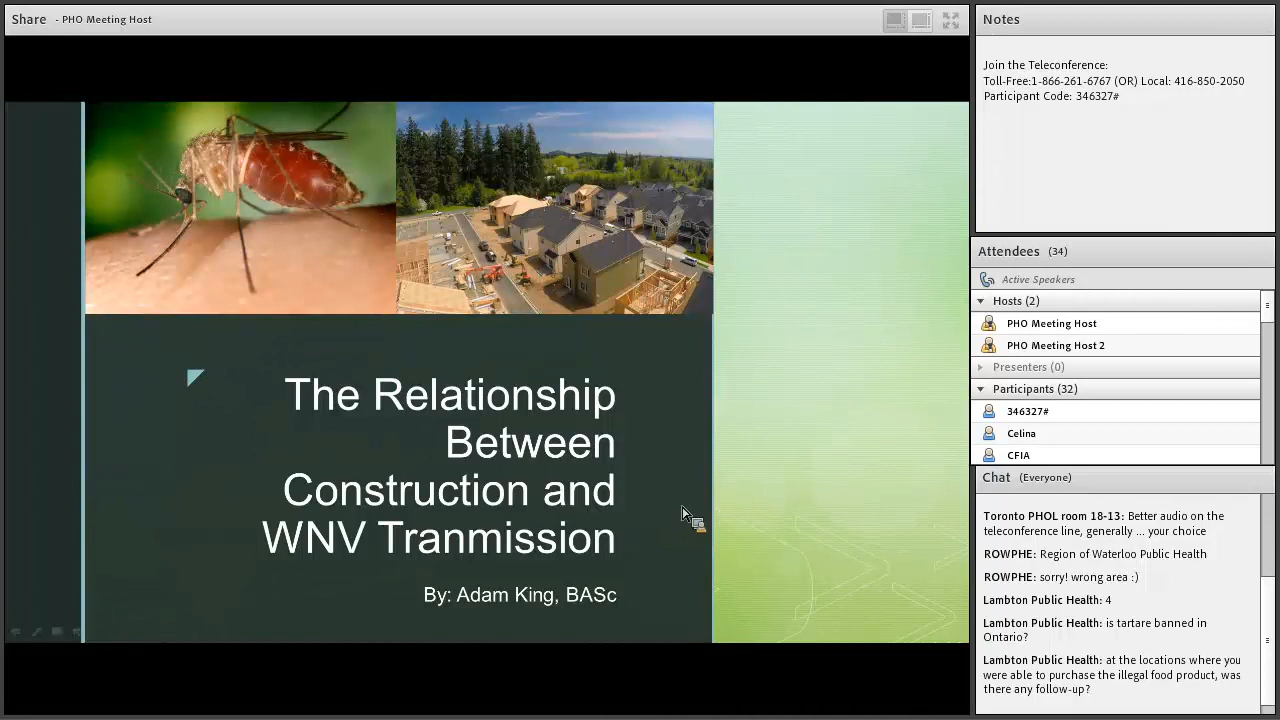 Share - PHO Meeting Host
The Relationship
Between
Construction and
WNV Tranmission
By: Adam King, BASc
Notes
Join the Teleconference:
Toll-Free:1-866-261-6767 (OR) Local: 416-850-2050
Participant Code: 346327#
Attendees (34)
Active Speakers
Hosts (2)
PHO Meeting Host
PHO Meeting Host 2
Presenters (0)
Participants (32)
346327#
Celina
CFIA
Chat (Everyone)
Toronto PHOL room 18-13: Better audio on the
teleconference line, generally ... your choice
ROWPHE: Region of Waterloo Public Health
ROWPHE: sorry! wrong area :)
Lambton Public Health: 4
Lambton Public Health: is tartare banned in
Ontario?
Lambton Public Health: at the locations where you
were able to purchase the illegal food product, was
there any follow-up?